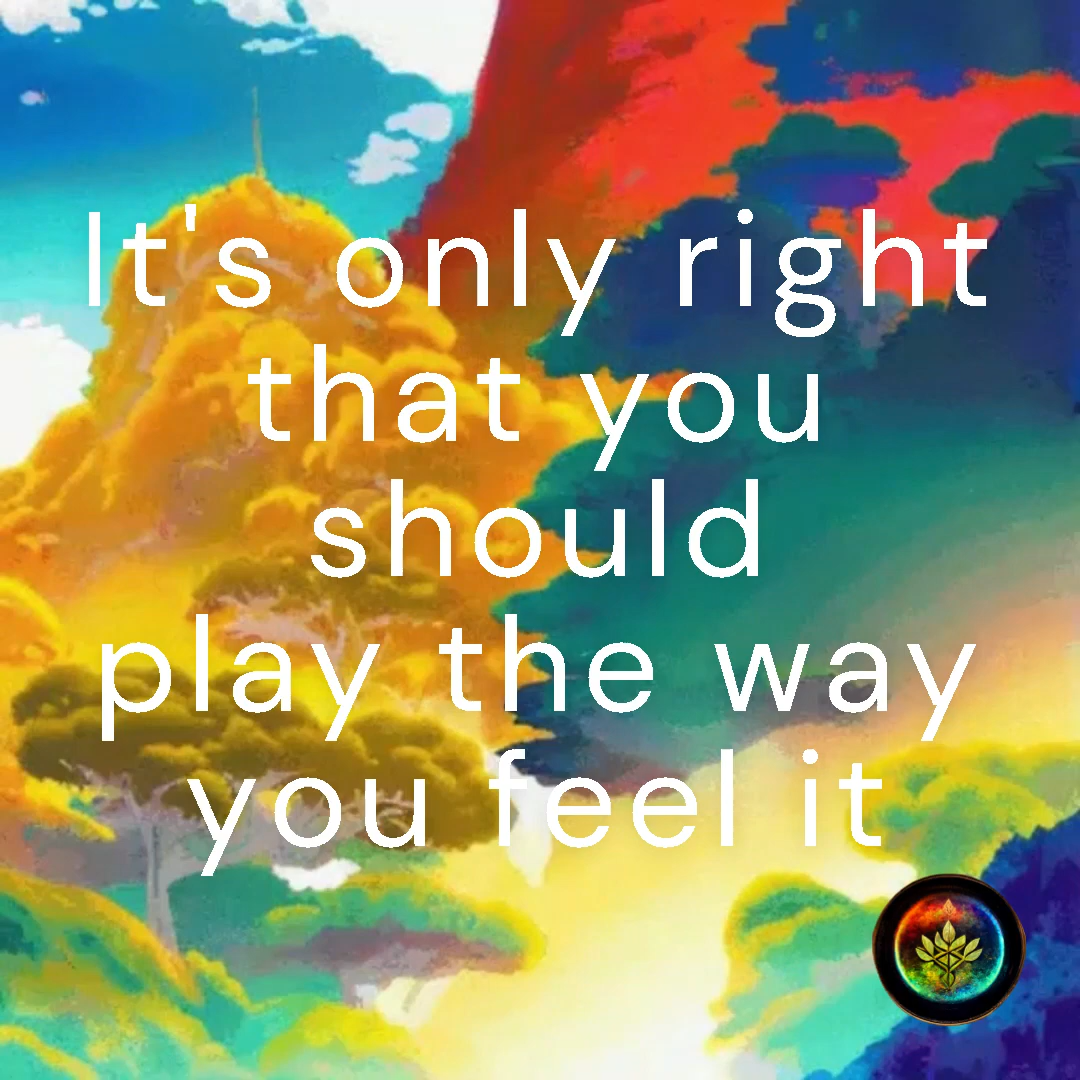 It's only right
that you
should
play the way
you feel it